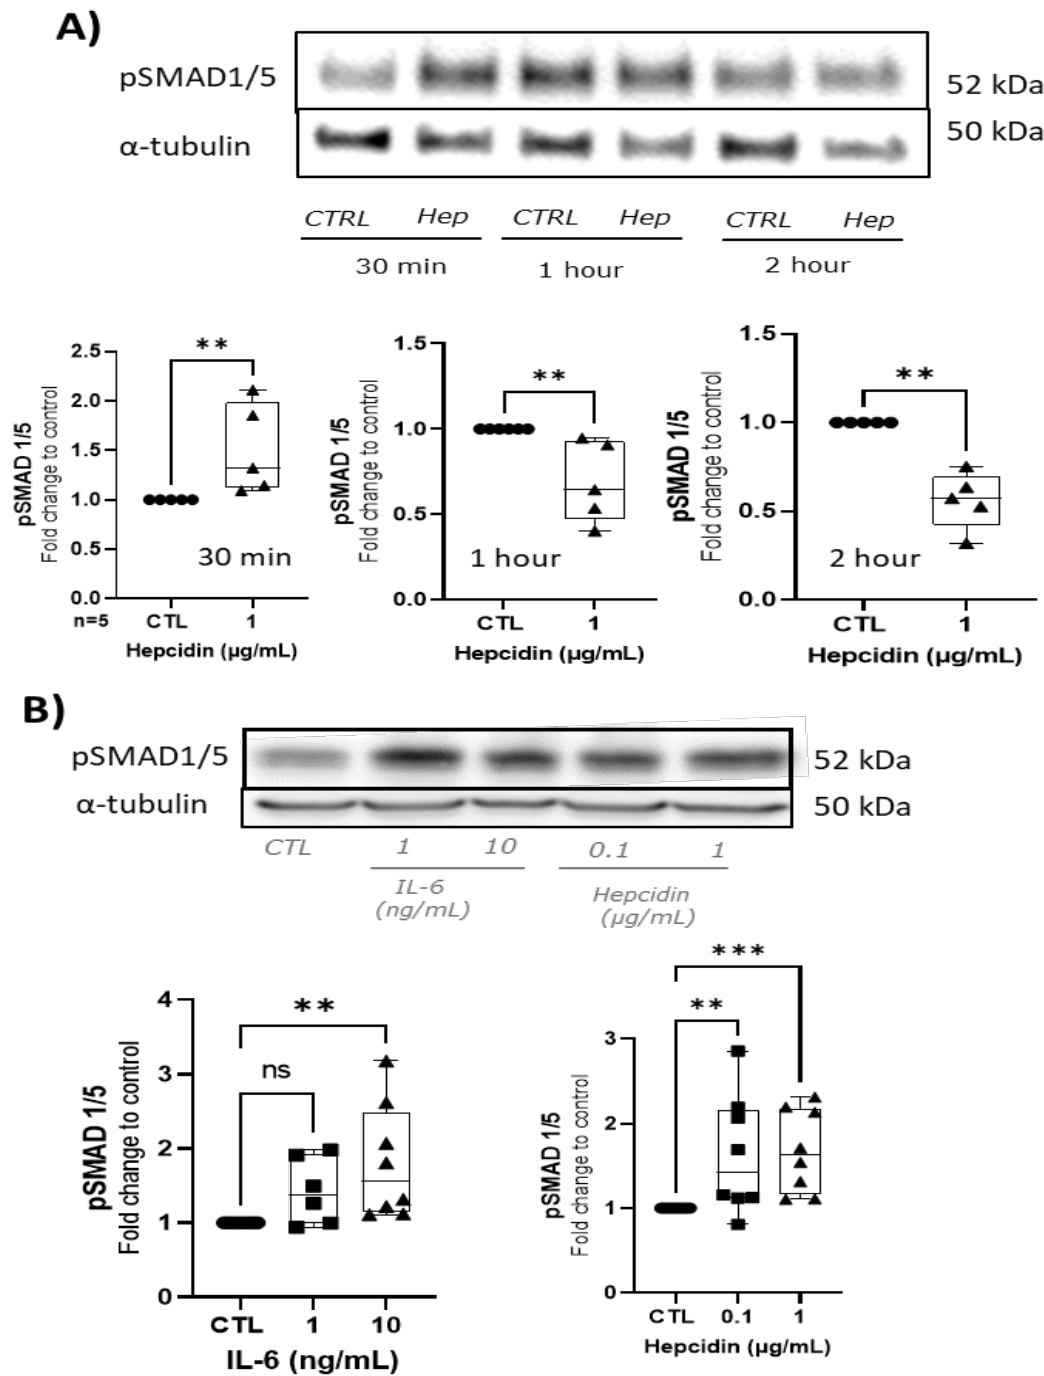 A)
pSMAD1/5
52 kDa
α-tubulin
50 kDa
CTRL Hep CTRL Hep CTRL Hep
30 min 1 hour 2 hour
pSMAD 1/5
Fold change to control
2.5
2.0
1.5
1.0
0.5
0.0
**
30 min
n=5
CTL 1
Hepcidin (µg/mL)
pSMAD 1/5
Fold change to control
1.5
1.0
0.5
0.0
**
1 hour
CTL 1
Hepcidin (µg/mL)
pSMAD 1/5
Fold change to control
1.5
1.0
0.5
0.0
**
2 hour
CTL 1
Hepcidin (µg/mL)
B)
pSMAD1/5
52 kDa
α-tubulin
50 kDa
CTL 1 10 0.1 1
IL-6
(ng/mL)
Hepcidin
(µg/mL)
pSMAD 1/5
Fold change to control
4
3
2
1
0
**
ns
CTL 1 10
IL-6 (ng/mL)
pSMAD 1/5
Fold change to control
3
2
1
0
***
**
CTL 0.1 1
Hepcidin (µg/mL)